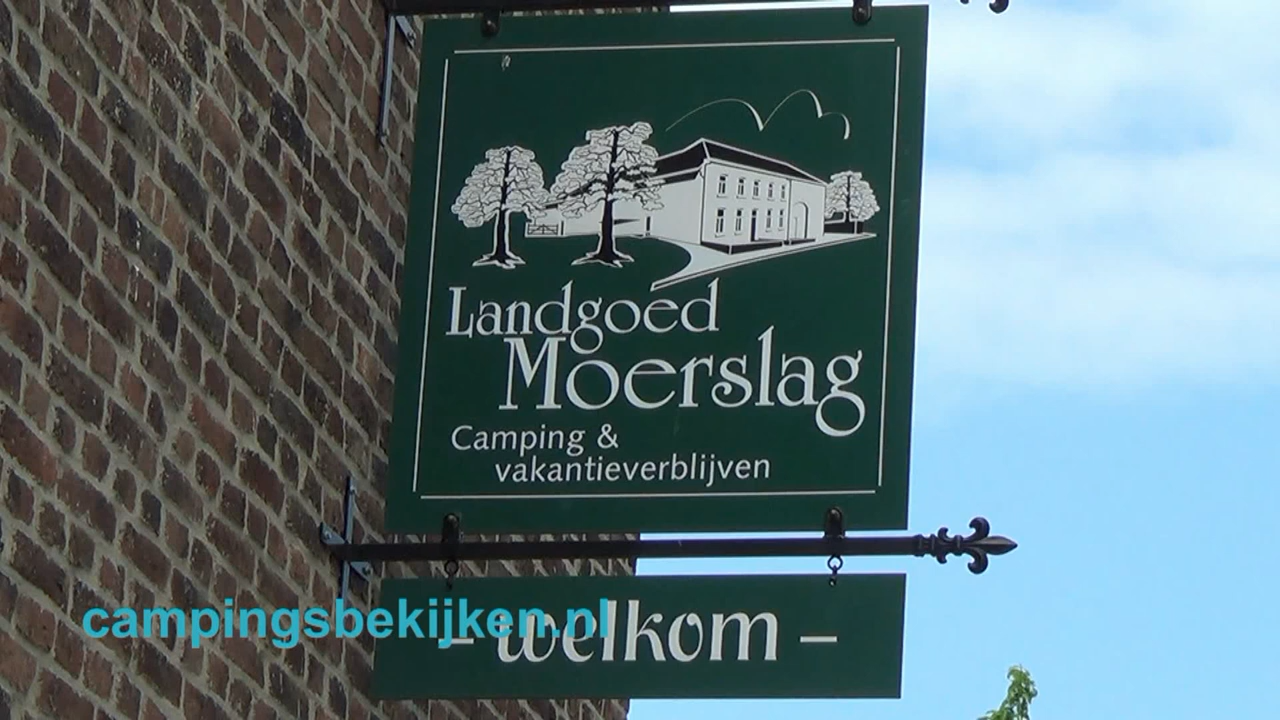 Landgoed
Moerslag
Camping &
vakantieverblijven
campingsbekijken.nl
– welkom –